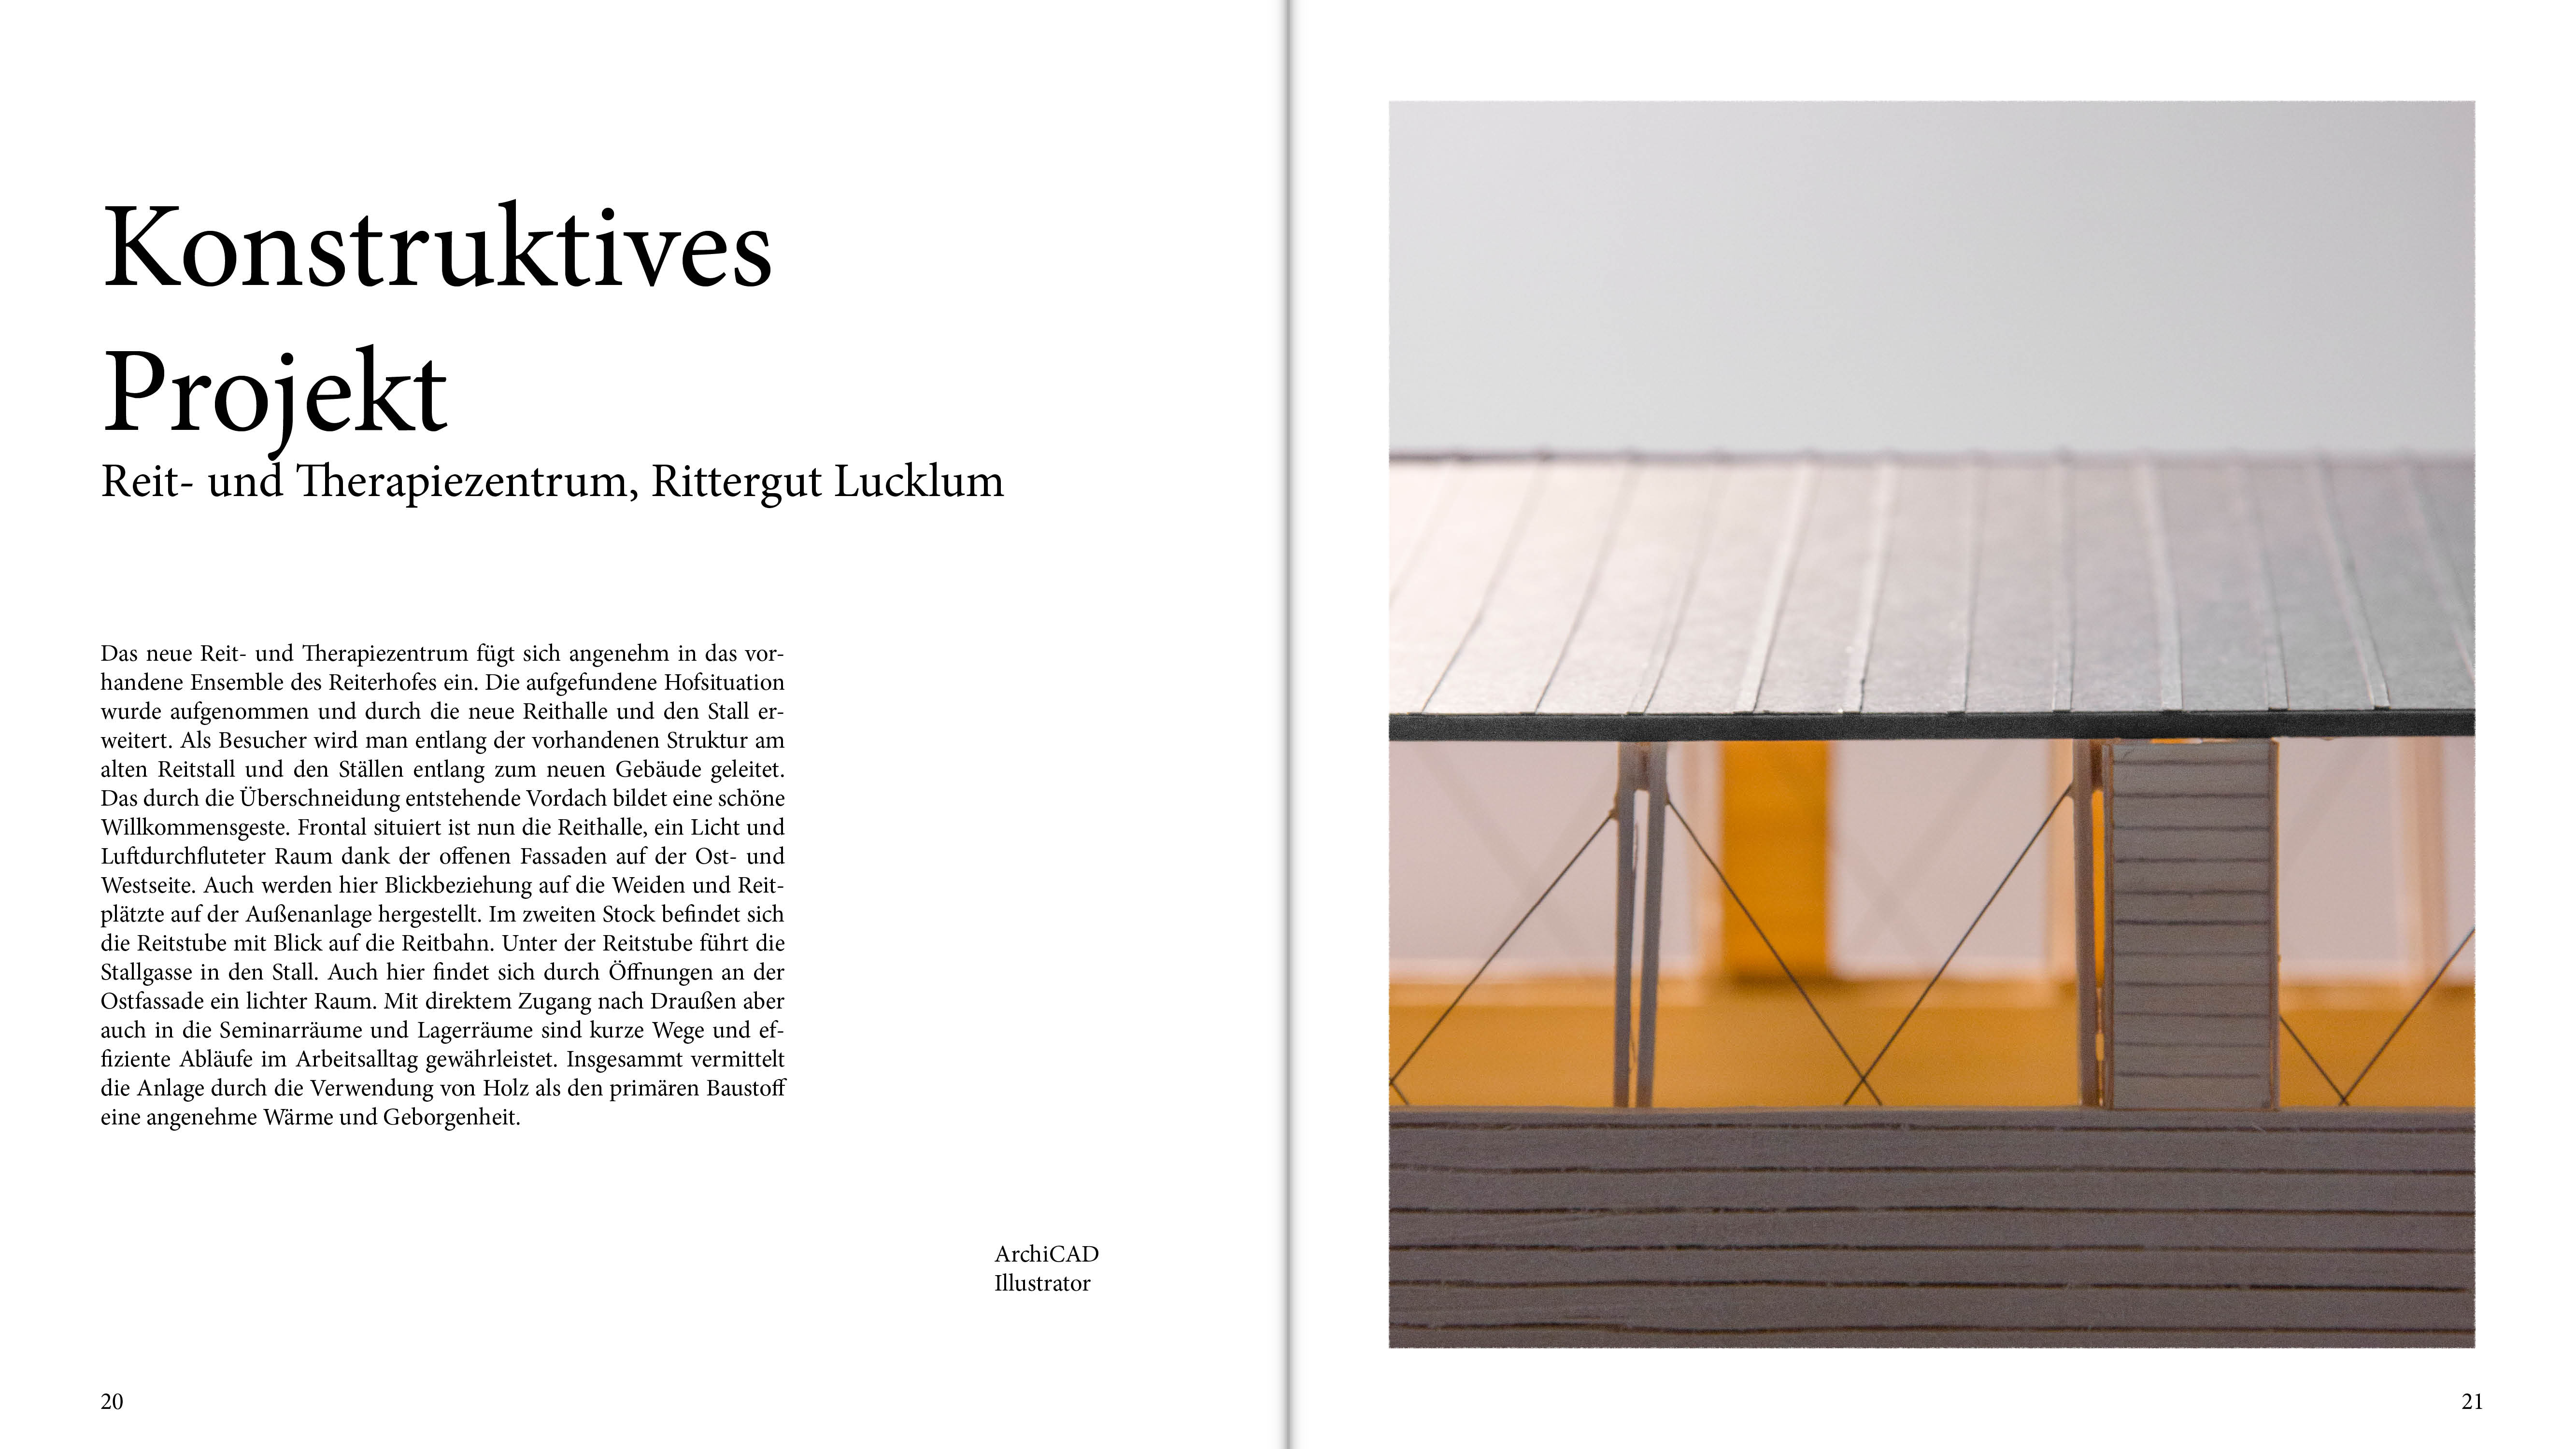 Konstruktives
Projekt
Reit- und Therapiezentrum, Rittergut Lucklum
Das neue Reit- und Therapiezentrum fügt sich angenehm in das vor-
handene Ensemble des Reiterhofes ein. Die aufgefundene Hofsituation
wurde aufgenommen und durch die neue Reithalle und den Stall er-
weitert. Als Besucher wird man entlang der vorhandenen Struktur am
alten Reitstall und den Ställen entlang zum neuen Gebäude geleitet.
Das durch die Überschneidung entstehende Vordach bildet eine schöne
Willkommensgeste. Frontal situiert ist nun die Reithalle, ein Licht und
Luftdurchfluteter Raum dank der offenen Fassaden auf der Ost- und
Westseite. Auch werden hier Blickbeziehung auf die Weiden und Reit-
plätzte auf der Außenanlage hergestellt. Im zweiten Stock befindet sich
die Reitstube mit Blick auf die Reitbahn. Unter der Reitstube führt die
Stallgasse in den Stall. Auch hier findet sich durch Öffnungen an der
Ostfassade ein lichter Raum. Mit direktem Zugang nach Draußen aber
auch in die Seminarräume und Lagerräume sind kurze Wege und ef-
fiziente Abläufe im Arbeitsalltag gewährleistet. Insgesammt vermittelt
die Anlage durch die Verwendung von Holz als den primären Baustoff
eine angenehme Wärme und Geborgenheit.
ArchiCAD
Illustrator
20
21